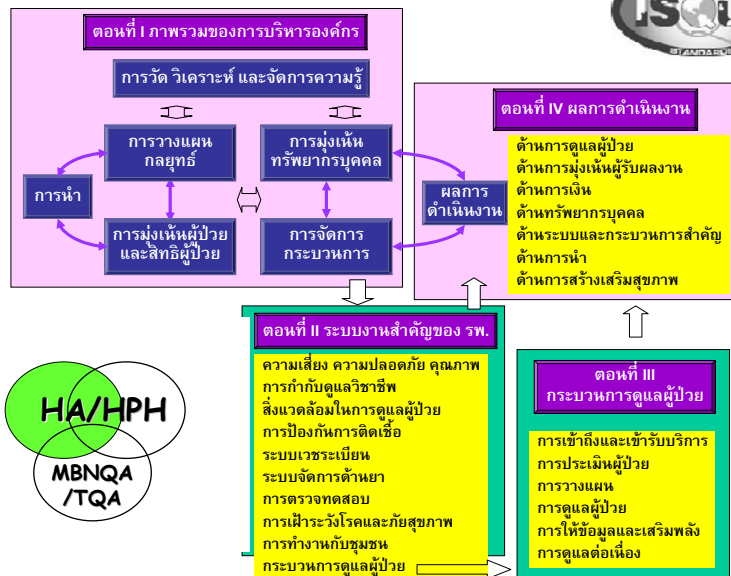 ตอนที่ I ภาพรวมของการบริหารองค์กร
การวัด วิเคราะห์ และจัดการความรู้
การวางแผน
กลยุทธ์
การมุ่งเน้น
ทรัพยากรบุคคล
การนำ
การมุ่งเน้นผู้ป่วย
และสิทธิผู้ป่วย
การจัดการ
กระบวนการ
ผลการ
ดำเนินงาน
ตอนที่ IV ผลการดำเนินงาน
ด้านการดูแลผู้ป่วย
ด้านการมุ่งเน้นผู้รับผลงาน
ด้านการเงิน
ด้านทรัพยากรบุคคล
ด้านระบบและกระบวนการสำคัญ
ด้านการนำ
ด้านการสร้างเสริมสุขภาพ
ตอนที่ II ระบบงานสำคัญของ รพ.
ความเสี่ยง ความปลอดภัย คุณภาพ
การกำกับดูแลวิชาชีพ
สิ่งแวดล้อมในการดูแลผู้ป่วย
การป้องกันการติดเชื้อ
ระบบเวชระเบียน
ระบบจัดการด้านยา
การตรวจทดสอบ
การเฝ้าระวังโรคและภัยสุขภาพ
การทำงานกับชุมชน
กระบวนการดูแลผู้ป่วย
ตอนที่ III
กระบวนการดูแลผู้ป่วย
การเข้าถึงและเข้ารับบริการ
การประเมินผู้ป่วย
การวางแผน
การดูแลผู้ป่วย
การให้ข้อมูลและเสริมพลัง
การดูแลต่อเนื่อง
HA/HPH
MBNQA
/TQA